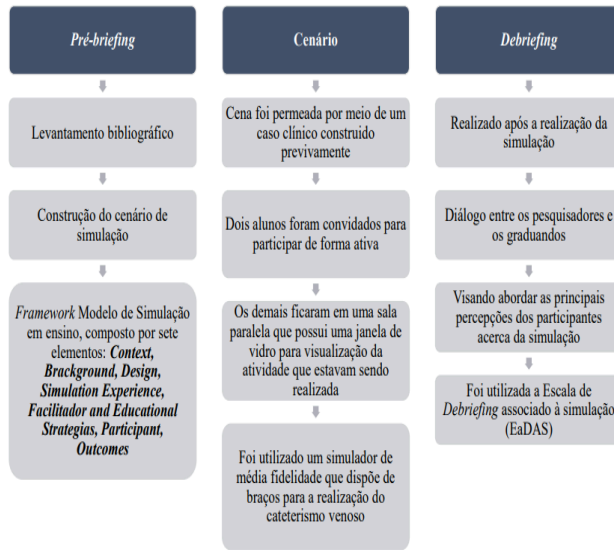 Pré-briefing
Levantamento bibliográfico
Construção do cenário de
simulação
Framework Modelo de Simulação
em ensino, composto por sete
elementos: Context,
Brackground, Design,
Simulation Experience,
Facilitador and Educational
Strategias, Participant,
Outcomes
Cenário
Cena foi permeada por meio de um
caso clínico construido
previvamente
Dois alunos foram convidados para
participar de forma ativa
Os demais ficaram em uma sala
paralela que possui uma janela de
vidro para visualização da
atividade que estavam sendo
realizada
Foi utilizado um simulador de
média fidelidade que dispõe de
braços para a realização do
cateterismo venoso
Debriefing
Realizado após a realização da
simulação
Diálogo entre os pesquisadores e
os graduandos
Visando abordar as principais
percepções dos participantes
acerca da simulação
Foi utilizada a Escala de
Debriefing associado à simulação
(EaDAS)